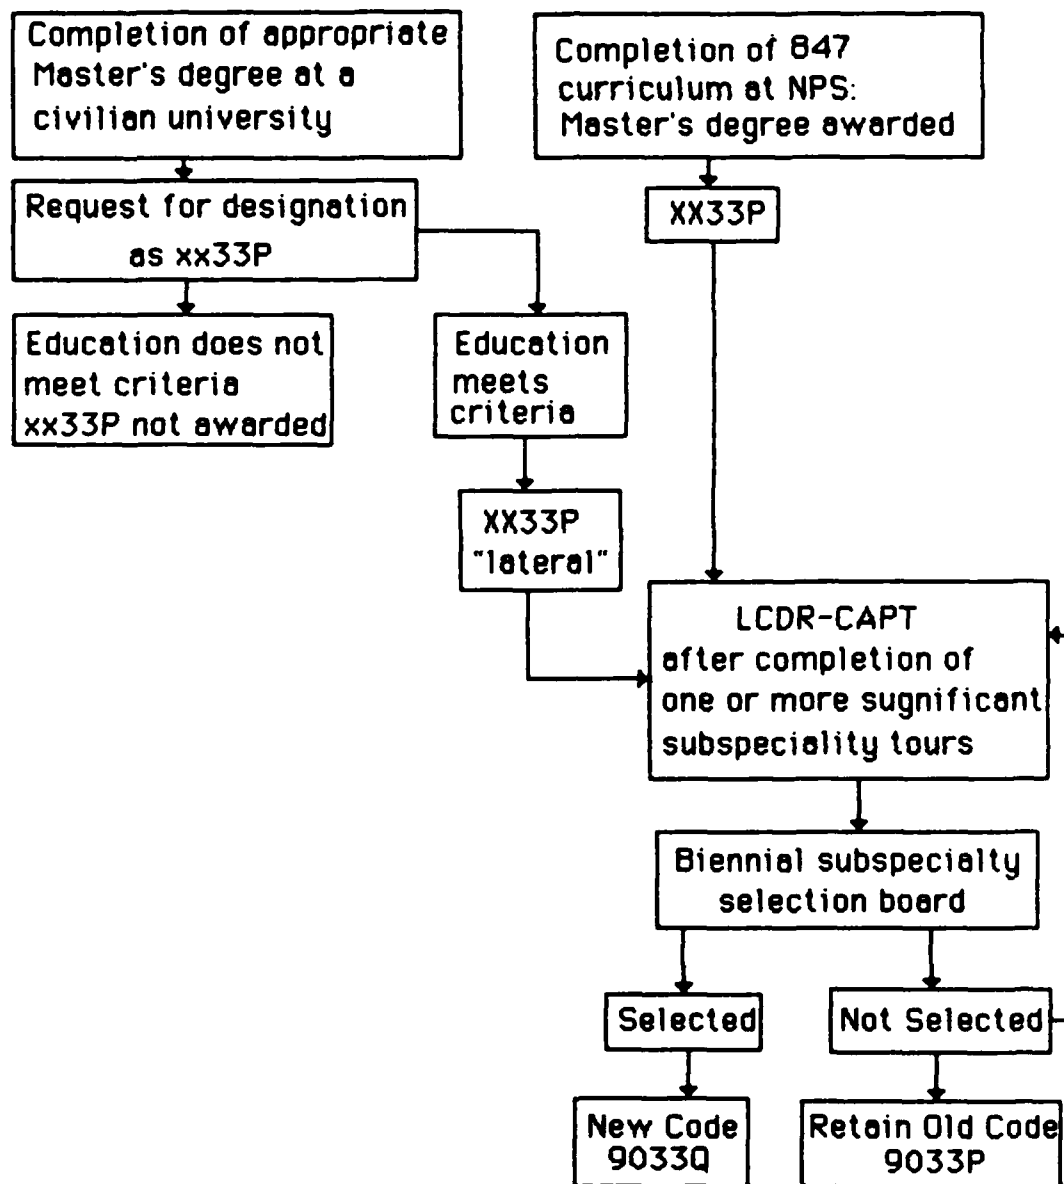 Completion of appropriate
Master's degree at a
civilian university
Completion of 847
curriculum at NPS:
Master's degree awarded
Request for designation
as xx33P
XX33P
Education does not
meet criteria
xx33P not awarded
Education
meets
criteria
XX33P
"lateral"
LCDR-CAPT
after completion of
one or more sugnificant
subspeciality tours
Biennial subspecialty
selection board
Selected
Not Selected
New Code
9033Q
Retain Old Code
9033P